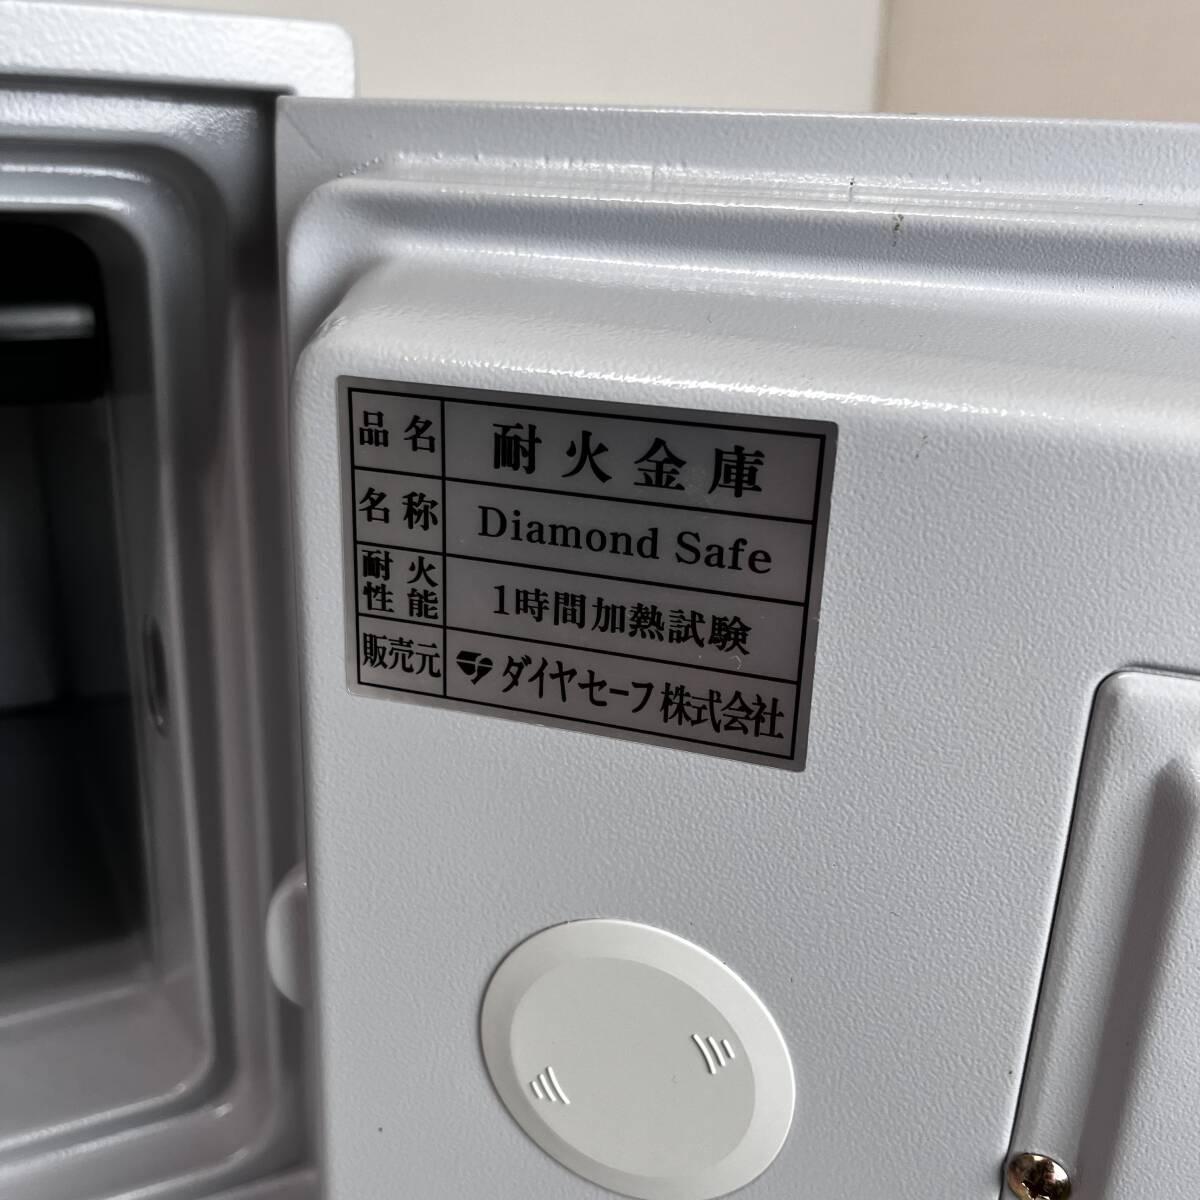 品名 耐火金庫
名称 Diamond Safe
耐火性能 1時間加熱試験
販売元 ダイヤセーフ株式会社